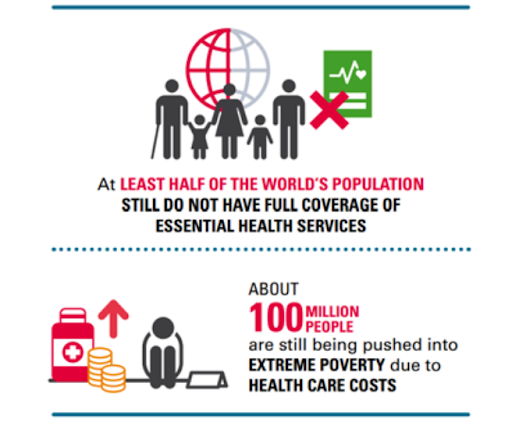 At LEAST HALF OF THE WORLD'S POPULATION
STILL DO NOT HAVE FULL COVERAGE OF
ESSENTIAL HEALTH SERVICES
ABOUT
100 MILLION
PEOPLE
are still being pushed into
EXTREME POVERTY due to
HEALTH CARE COSTS